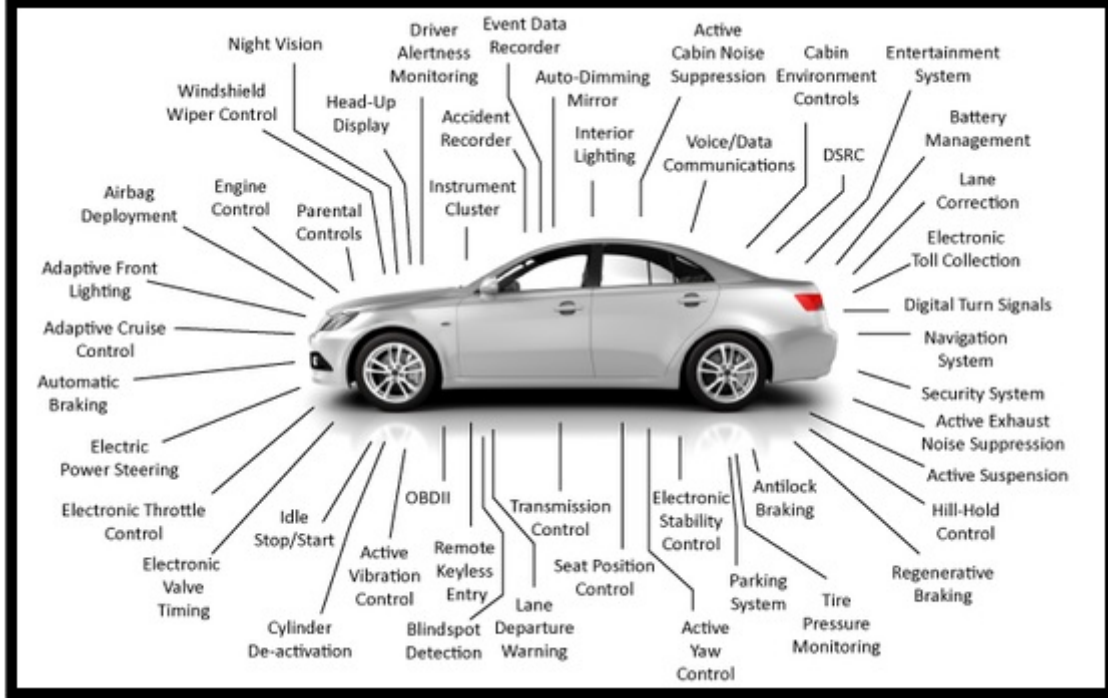 Night Vision
Driver
Alertness
Monitoring
Event Data
Recorder
Active
Cabin Noise
Suppression
Cabin
Environment
Controls
Entertainment
System
Windshield
Wiper Control
Head-Up
Display
Accident
Recorder
Auto-Dimming
Mirror
Interior
Lighting
Voice/Data
Communications
DSRC
Battery
Management
Airbag
Deployment
Engine
Control
Parental
Controls
Instrument
Cluster
Lane
Correction
Electronic
Toll Collection
Adaptive Front
Lighting
Digital Turn Signals
Adaptive Cruise
Control
Navigation
System
Automatic
Braking
Security System
Electric
Power Steering
Active Exhaust
Noise Suppression
Active Suspension
Electronic Throttle
Control
Idle
Stop/Start
OBDII
Transmission
Control
Electronic
Stability
Control
Antilock
Braking
Hill-Hold
Control
Electronic
Valve
Timing
Active
Vibration
Control
Remote
Keyless
Entry
Seat Position
Control
Parking
System
Regenerative
Braking
Cylinder
De-activation
Blindspot
Detection
Lane
Departure
Warning
Active
Yaw
Control
Tire
Pressure
Monitoring